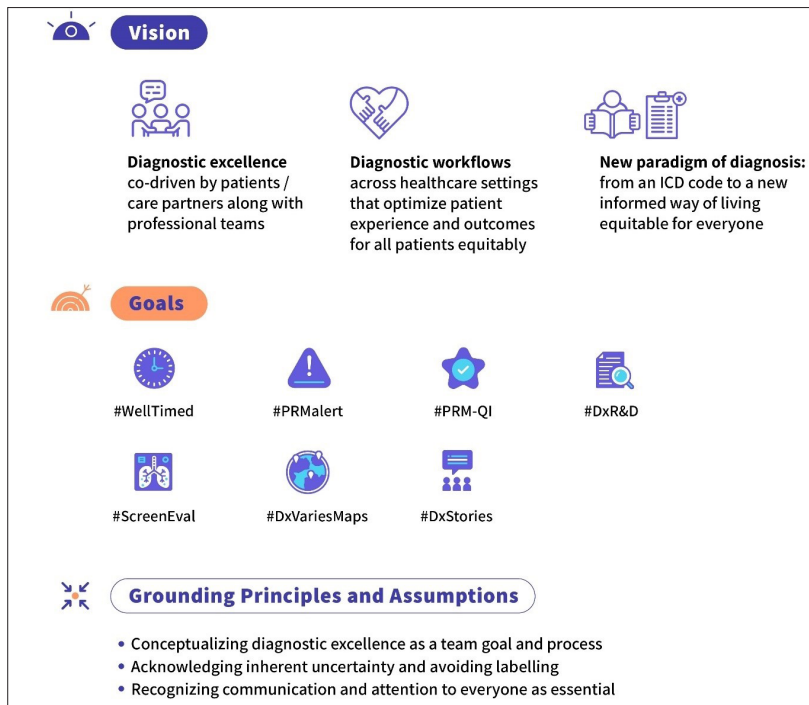 Vision
Diagnostic excellence
co-driven by patients /
care partners along with
professional teams
Diagnostic workflows
across healthcare settings
that optimize patient
experience and outcomes
for all patients equitably
New paradigm of diagnosis:
from an ICD code to a new
informed way of living
equitable for everyone
Goals
#WellTimed
#PRMalert
#PRM-QI
#DxR&D
#ScreenEval
#DxVariesMaps
#DxStories
Grounding Principles and Assumptions
• Conceptualizing diagnostic excellence as a team goal and process
• Acknowledging inherent uncertainty and avoiding labelling
• Recognizing communication and attention to everyone as essential